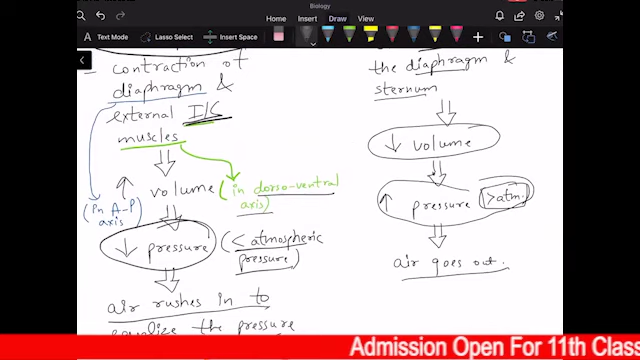 Biology
Home Insert Draw View
Text Mode Lasso Select Insert Space
contraction of
diaphragm &
external I/C
muscles
↑ volume (in dorso-ventral
axis)
(in A-P
axis
↓ pressure (< atmospheric
pressure)
air rushes in to
equalize the pressure
the diaphragm &
sternum
↓ volume
↑ pressure >atm.
air goes out.
Admission Open For 11th Class